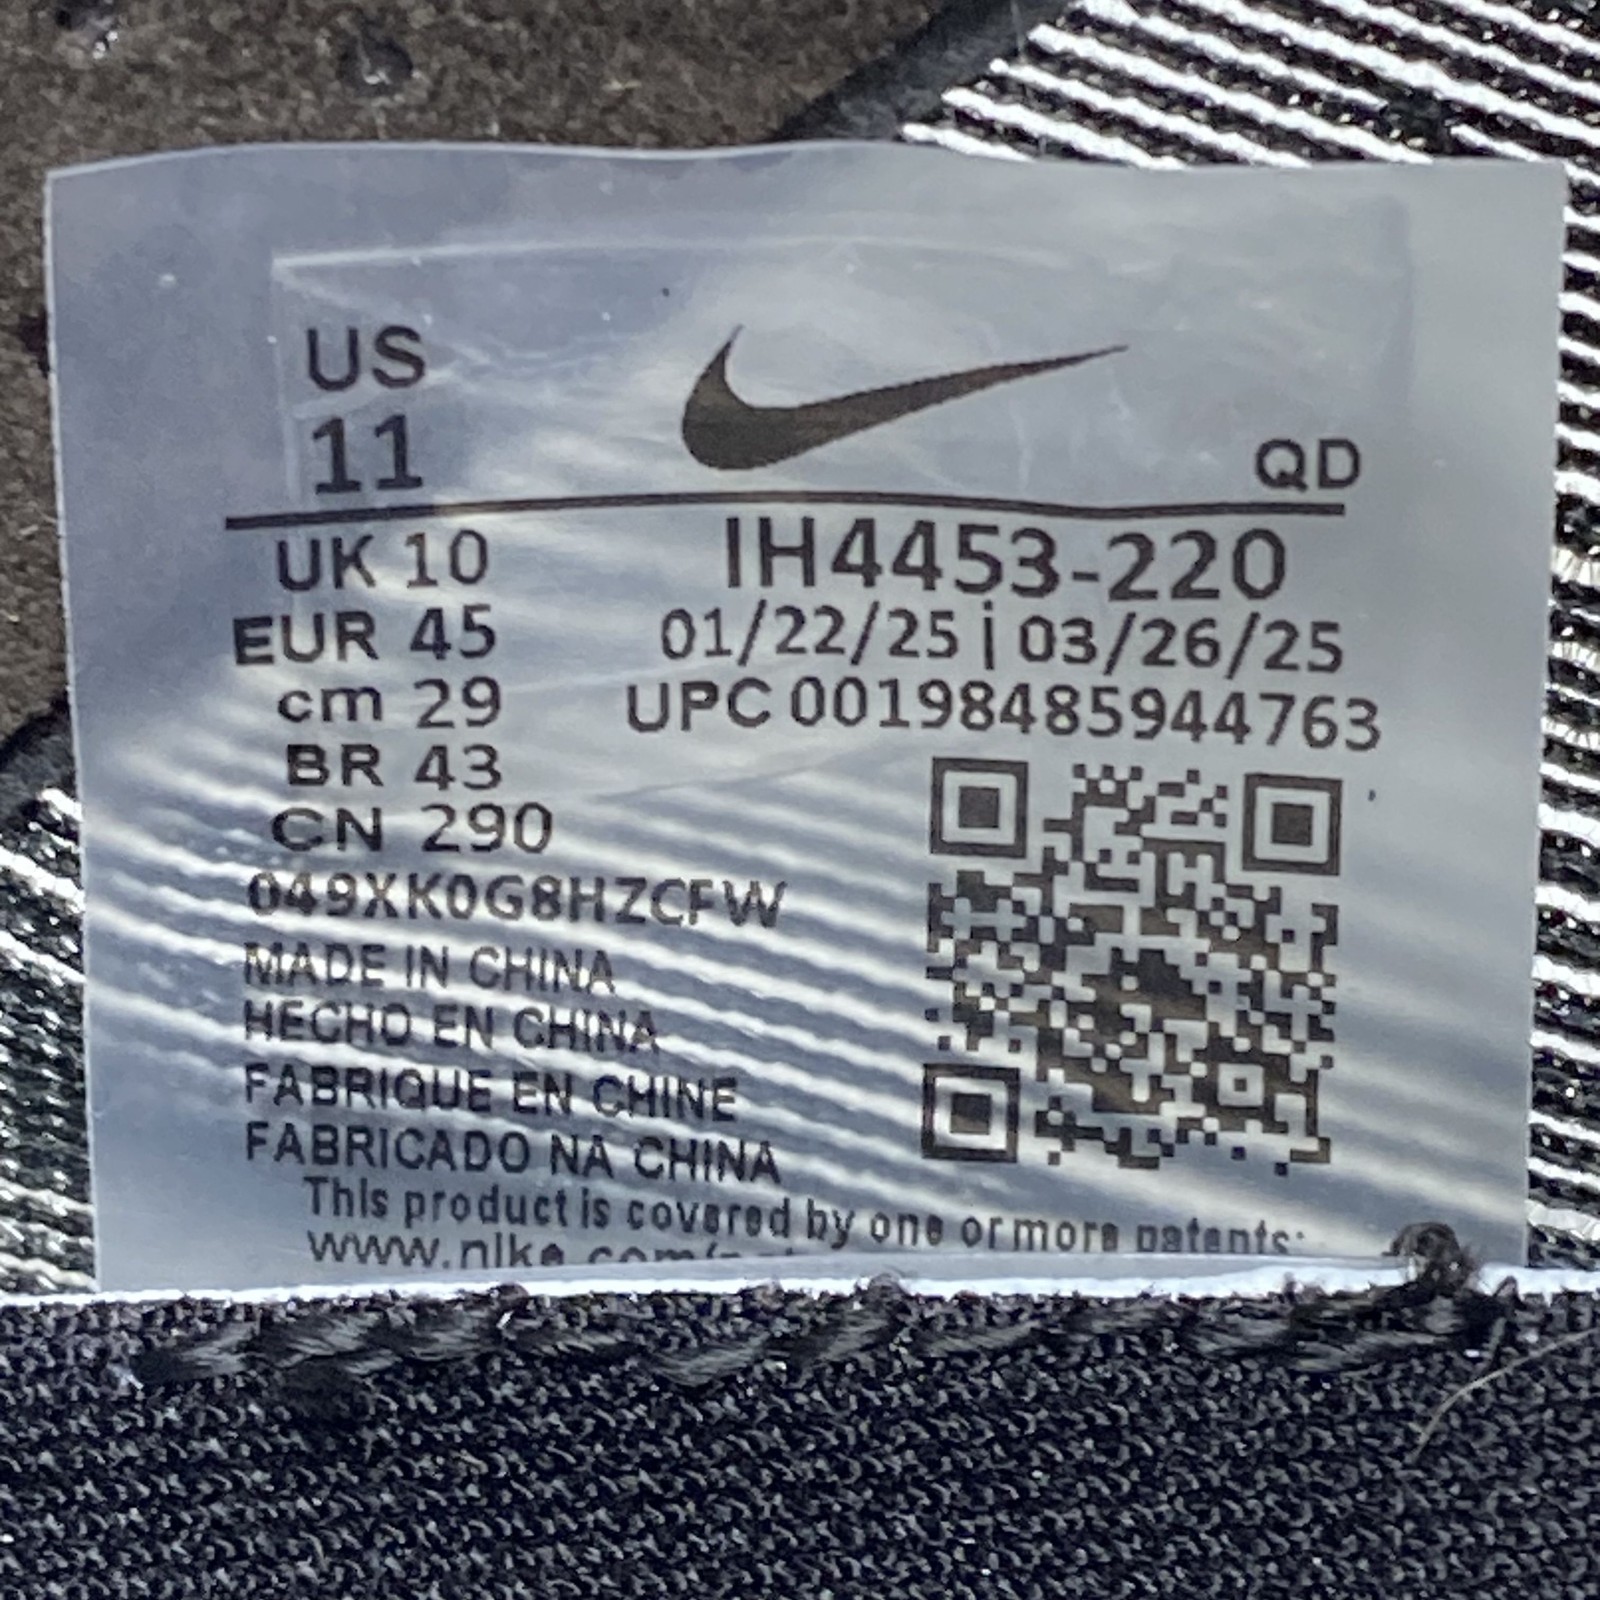 US
11
QD
UK 10
EUR 45
cm 29
BR 43
CN 290
IH4453-220
01/22/25 | 03/26/25
UPC 00198485944763
049XK0G8HZCFW
MADE IN CHINA
HECHO EN CHINA
FABRIQUE EN CHINE
FABRICADO NA CHINA
This product is covered by one or more patents: